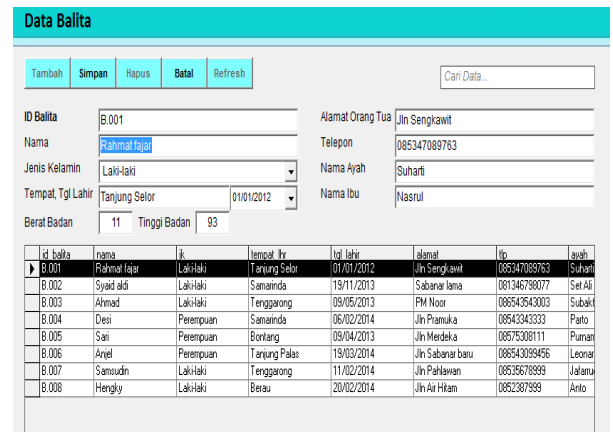 Data Balita
Tambah Simpan Hapus Batal Refresh Cari Data...
ID Balita B.001 Alamat Orang Tua Jln Sengkawit
Nama Rahmat fajar Telepon 085347089763
Jenis Kelamin Laki-laki Nama Ayah Suharti
Tempat, Tgl Lahir Tanjung Selor 01/01/2012 Nama Ibu Nasrul
Berat Badan 11 Tinggi Badan 93
id_balita nama jk tempat_lhr tgl_lahir alamat tlp ayah
B.001 Rahmat fajar Laki-laki Tanjung Selor 01/01/2012 Jln Sengkawit 085347089763 Suharti
B.002 Syaid aldi Laki-laki Samarinda 19/11/2013 Sabanar lama 081346798077 Set Ali
B.003 Ahmad Laki-laki Tenggarong 09/05/2013 PM Noor 086543543003 Subakt
B.004 Desi Perempuan Samarinda 06/02/2014 Jln Pramuka 08543343333 Parto
B.005 Sari Perempuan Bontang 09/04/2013 Jln Merdeka 08575308111 Purnam
B.006 Anjel Perempuan Tanjung Palas 19/03/2014 Jln Sabanar baru 086543099456 Leonar
B.007 Samsudin Laki-laki Tenggarong 11/02/2014 Jln Pahlawan 08535678999 Jafarru
B.008 Hengky Laki-laki Berau 20/02/2014 Jln Air Hitam 0852387999 Anto